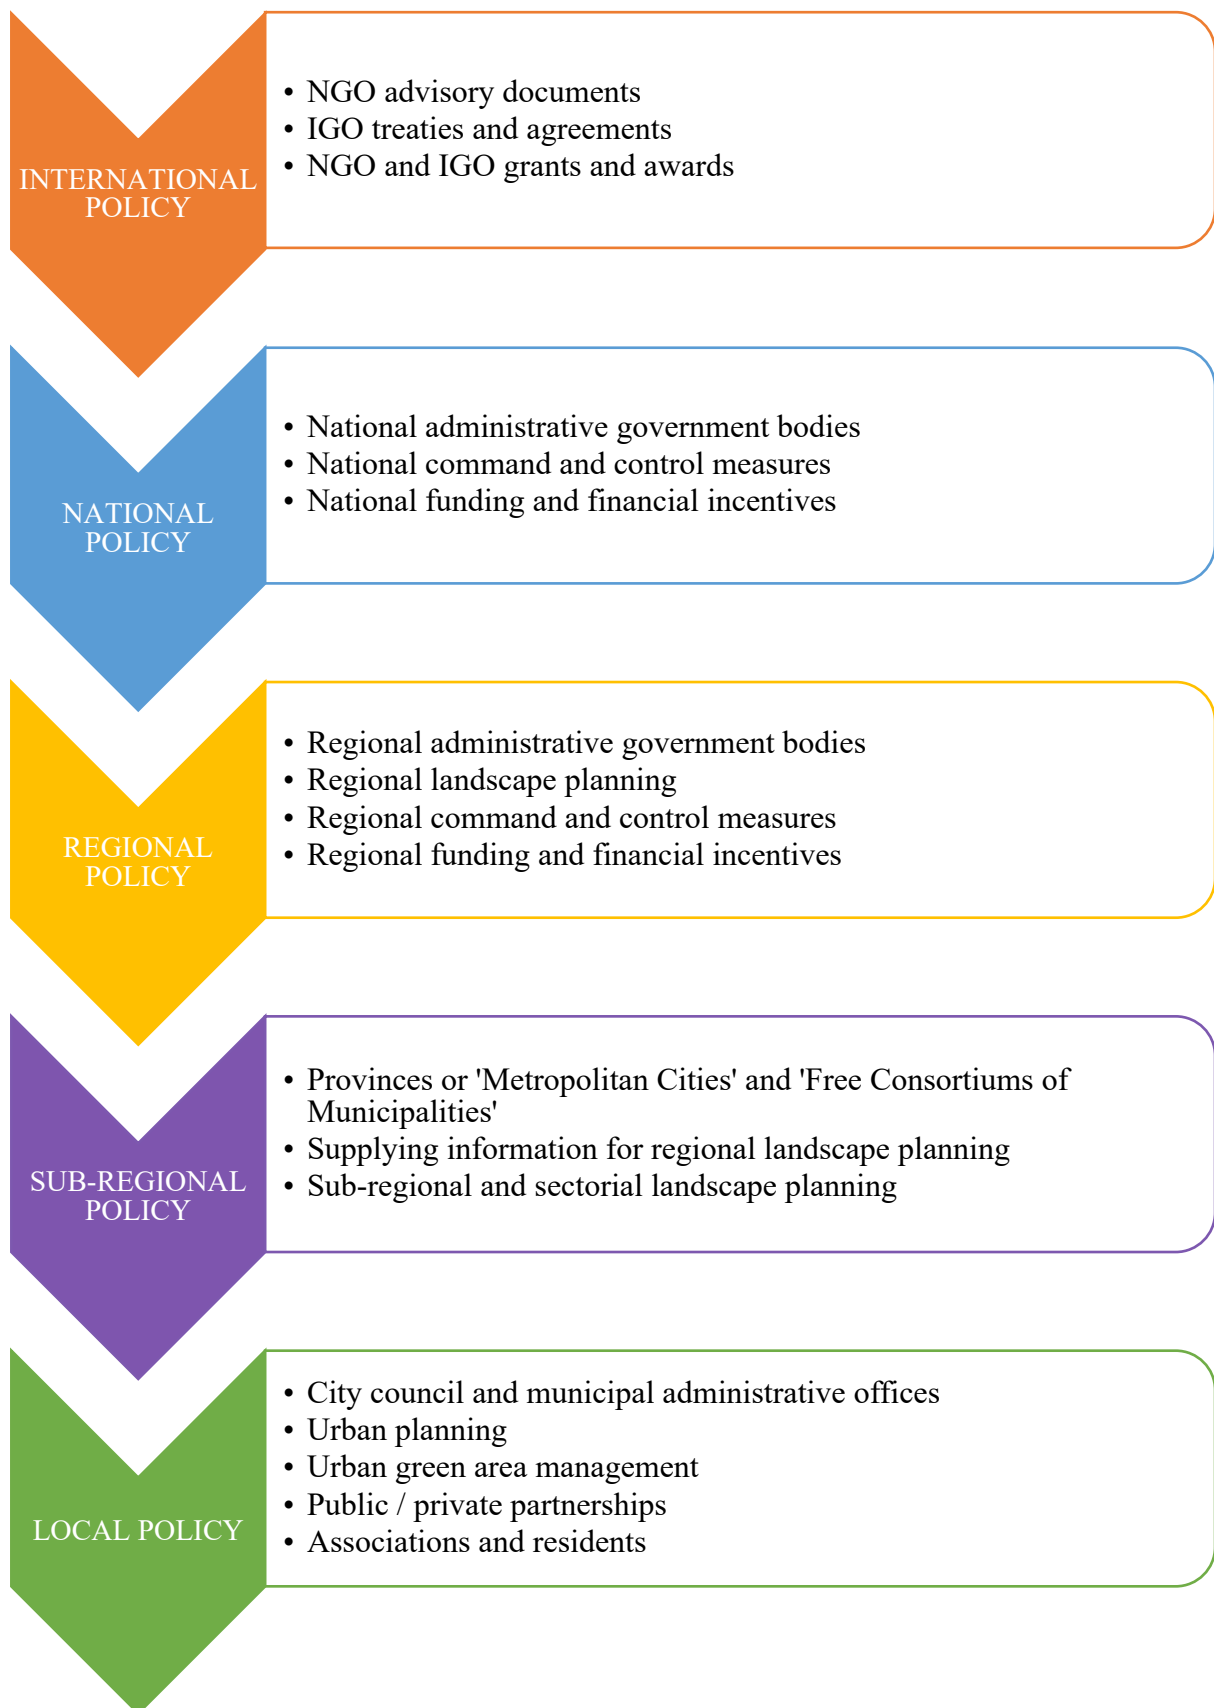 INTERNATIONAL
POLICY
• NGO advisory documents
• IGO treaties and agreements
• NGO and IGO grants and awards
NATIONAL
POLICY
• National administrative government bodies
• National command and control measures
• National funding and financial incentives
REGIONAL
POLICY
• Regional administrative government bodies
• Regional landscape planning
• Regional command and control measures
• Regional funding and financial incentives
SUB-REGIONAL
POLICY
• Provinces or 'Metropolitan Cities' and 'Free Consortiums of
Municipalities'
• Supplying information for regional landscape planning
• Sub-regional and sectorial landscape planning
LOCAL POLICY
• City council and municipal administrative offices
• Urban planning
• Urban green area management
• Public / private partnerships
• Associations and residents